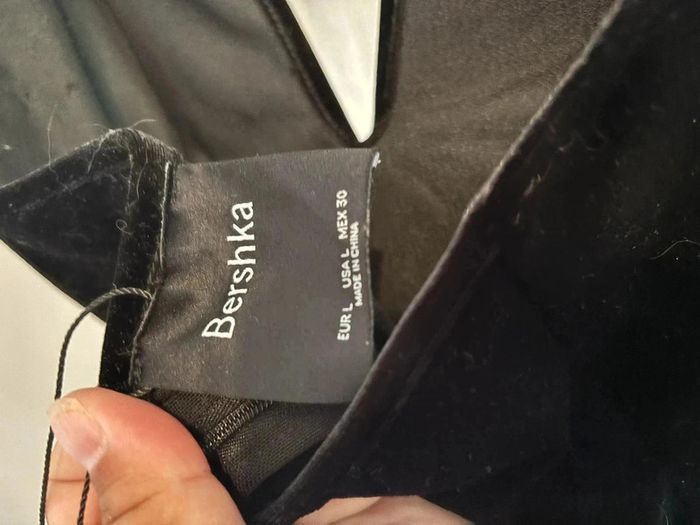 Bershka
EUR L USA L MEX 30
MADE IN CHINA